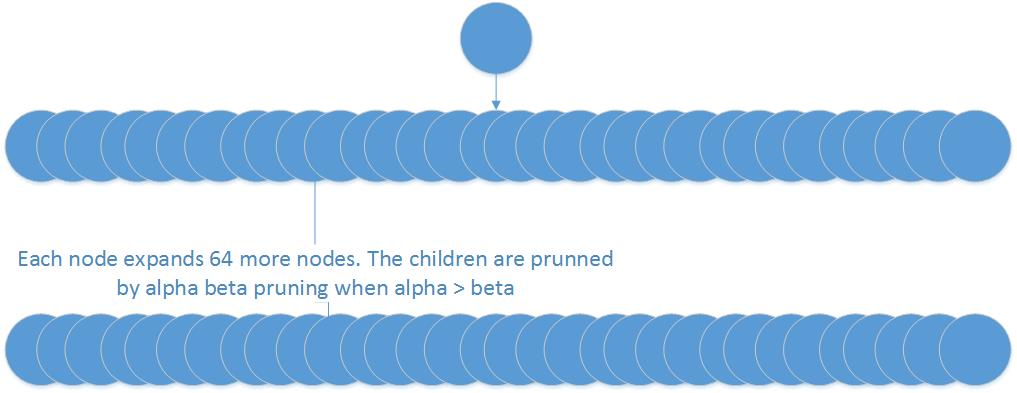 Each node expands 64 more nodes. The children are prunned
by alpha beta pruning when alpha > beta